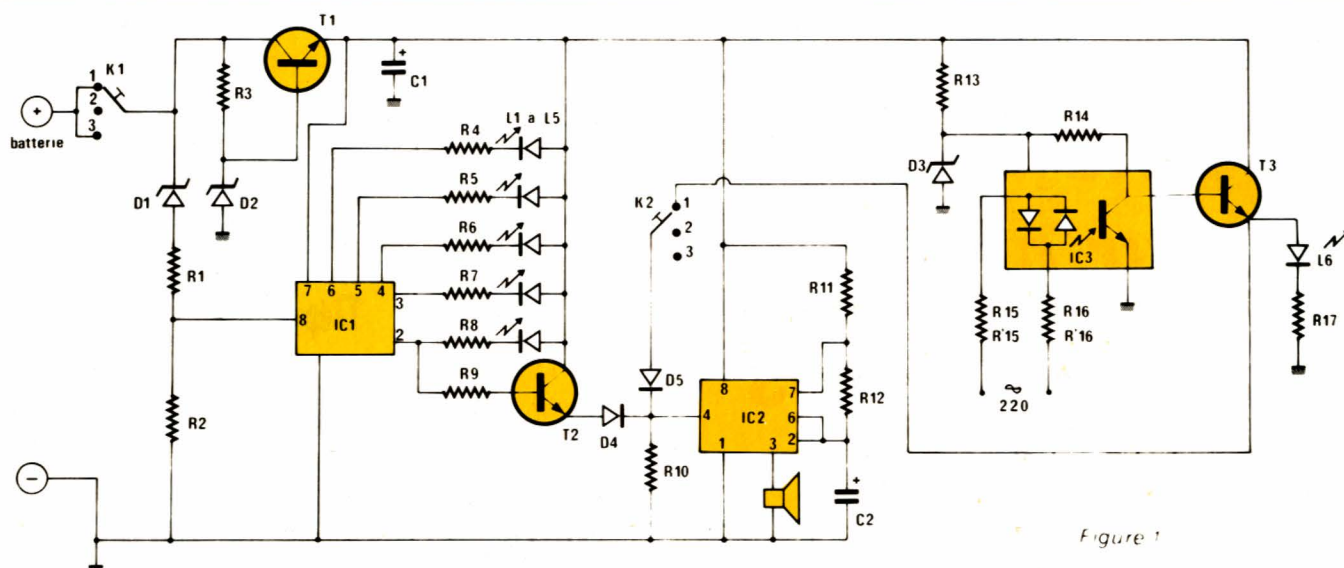 T1
K1
1
2
3
+
batterie
R3
+
C1
D1
D2
R4
L1 a L5
R5
R6
R7
R8
R9
R1
R2
7
6
5
4
3
8
IC1
2
T2
D4
D5
K2
1
2
3
R10
8
7
4
IC2
6
1
3
2
R11
R12
+
C2
R13
R14
D3
IC3
T3
L6
R17
R15
R'15
R16
R'16
220
−
Figure 1